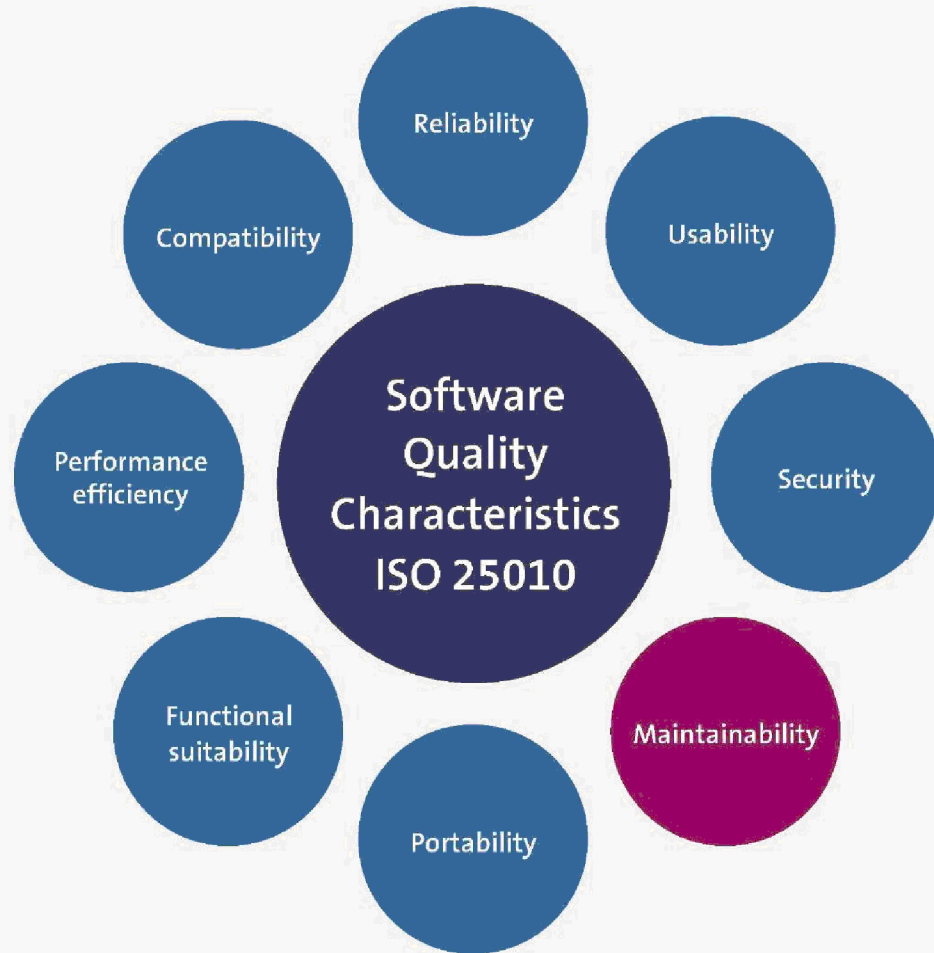 Software
Quality
Characteristics
ISO 25010
Reliability
Usability
Security
Maintainability
Portability
Functional
suitability
Performance
efficiency
Compatibility